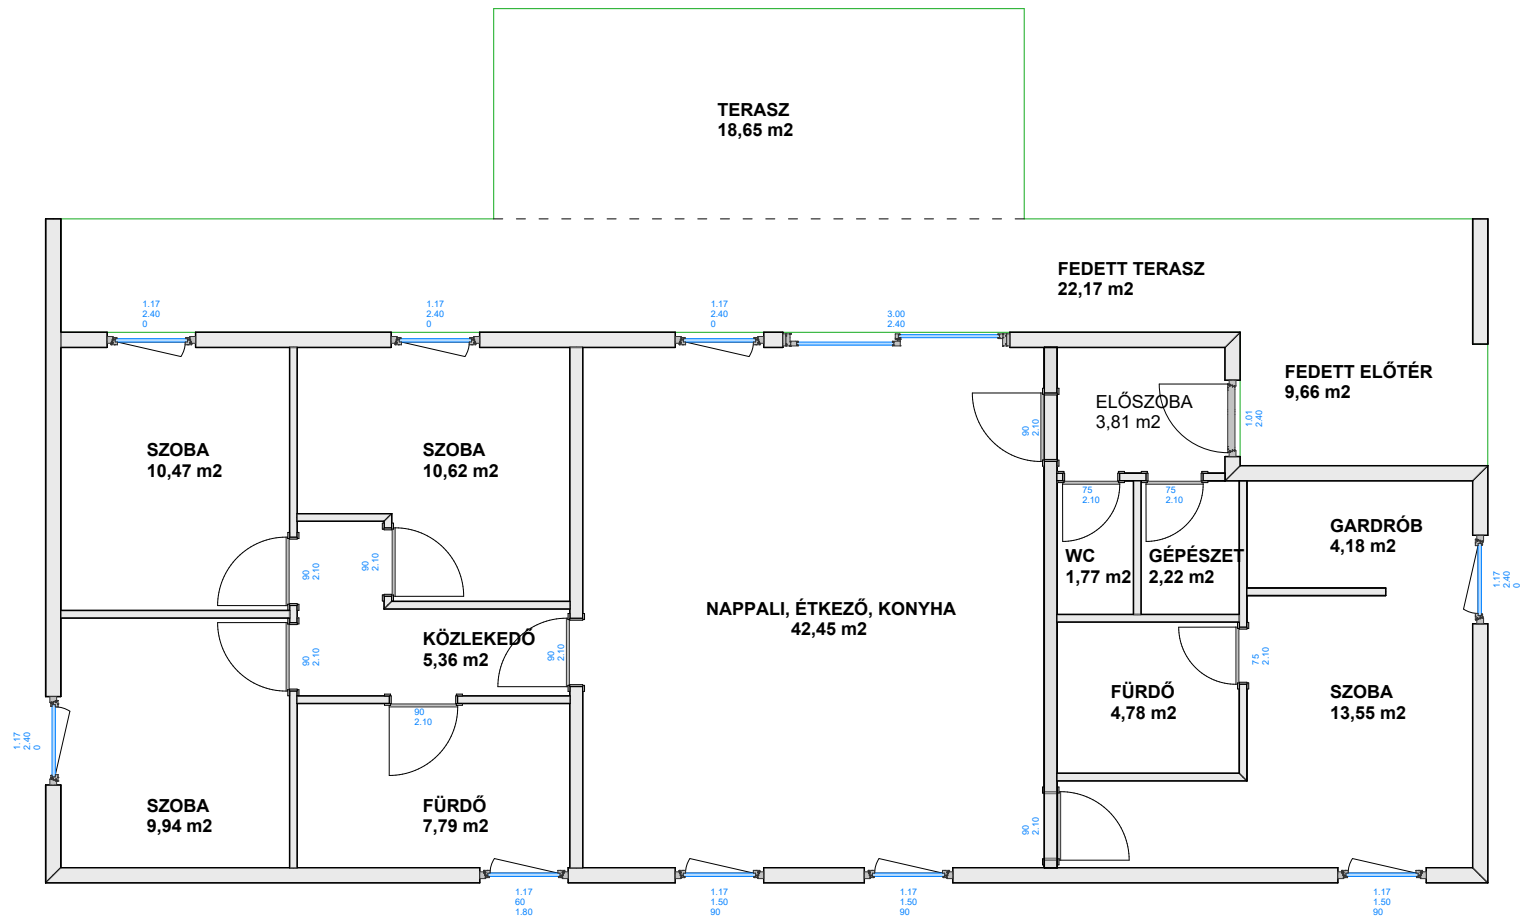 TERASZ
18,65 m2
FEDETT TERASZ
22,17 m2
1.17
2.40
0
1.17
2.40
0
1.17
2.40
0
3.00
2.40
FEDETT ELŐTÉR
9,66 m2
ELŐSZOBA
3,81 m2
1.01
2.40
90
2.10
SZOBA
10,47 m2
SZOBA
10,62 m2
75
2.10
75
2.10
GARDRÓB
4,18 m2
WC
1,77 m2
GÉPÉSZET
2,22 m2
90
2.10
90
2.10
1.17
2.40
0
NAPPALI, ÉTKEZŐ, KONYHA
42,45 m2
KÖZLEKEDŐ
5,36 m2
90
2.10
90
2.10
75
2.10
FÜRDŐ
4,78 m2
SZOBA
13,55 m2
90
2.10
1.17
2.40
0
SZOBA
9,94 m2
FÜRDŐ
7,79 m2
90
2.10
1.17
60
1.80
1.17
1.50
90
1.17
1.50
90
1.17
1.50
90